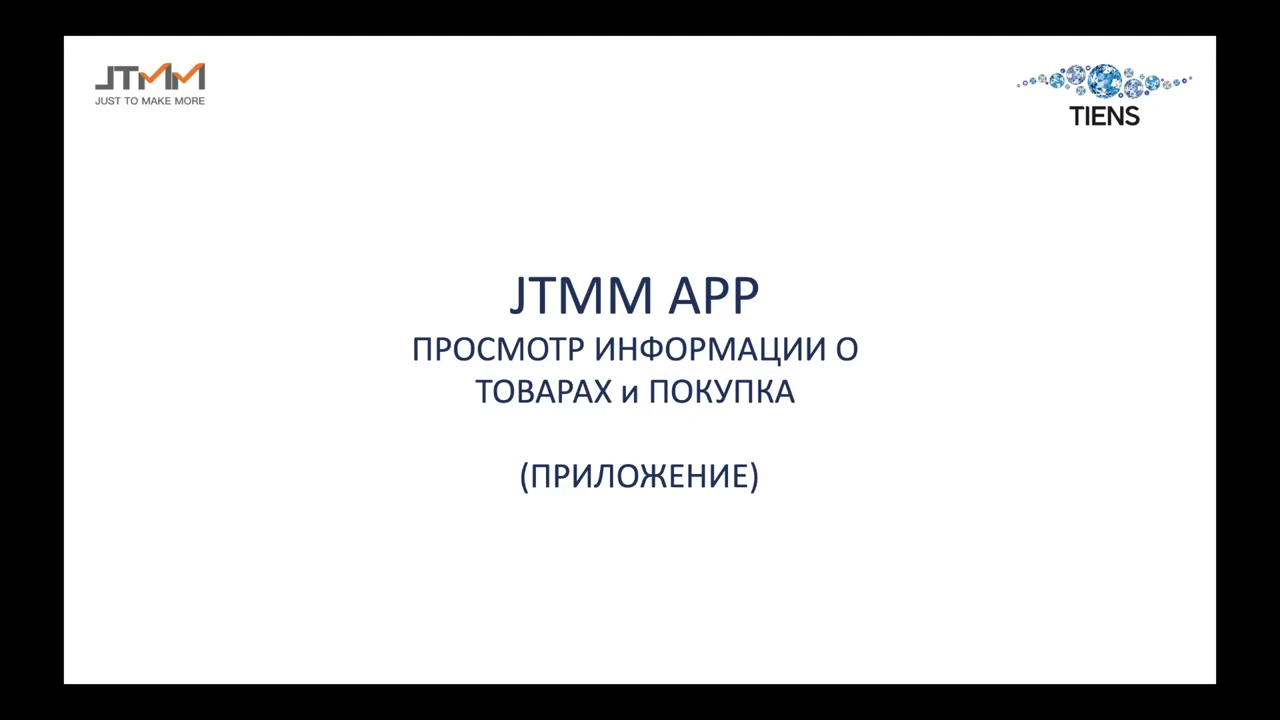 JTMM
JUST TO MAKE MORE
TIENS
JTMM APP
ПРОСМОТР ИНФОРМАЦИИ О
ТОВАРАХ и ПОКУПКА
(ПРИЛОЖЕНИЕ)